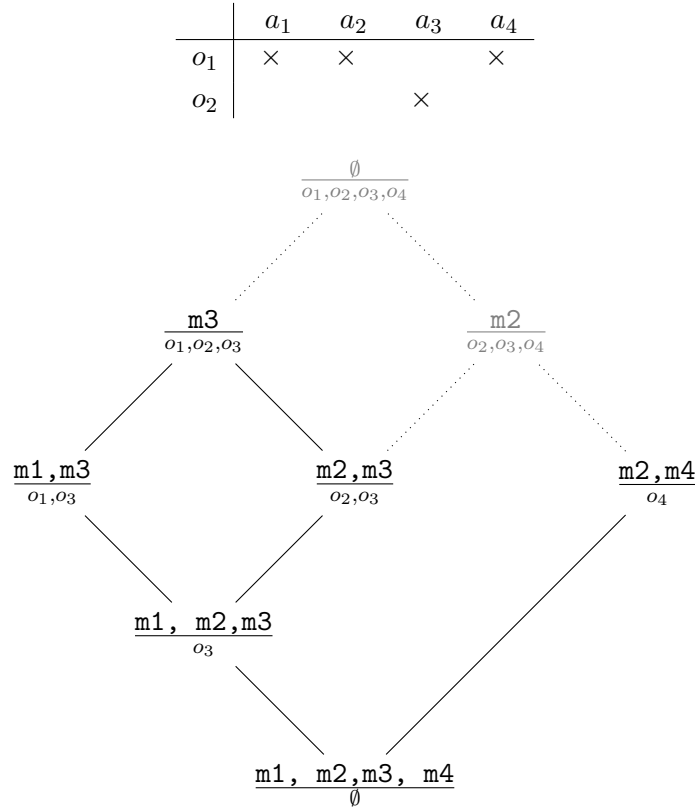 a₁ a₂ a₃ a₄
o₁ × × ×
o₂ ×
∅
o₁,o₂,o₃,o₄
m3
o₁,o₂,o₃
m2
o₂,o₃,o₄
m1,m3
o₁,o₃
m2,m3
o₂,o₃
m2,m4
o₄
m1, m2,m3
o₃
m1, m2,m3, m4
∅